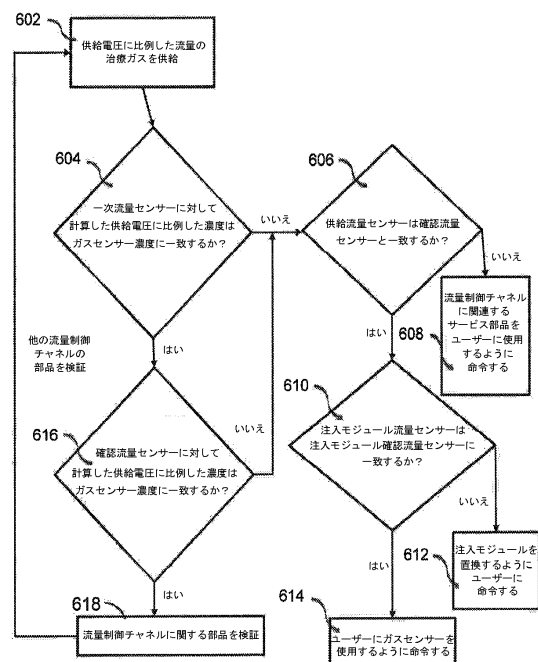 602
供給電圧に比例した流量の
治療ガスを供給
604
一次流量センサーに対して
計算した供給電圧に比例した濃度は
ガスセンサー濃度に一致するか?
いいえ
606
供給流量センサーは確認流量
センサーと一致するか?
いいえ
流量制御チャネル
に関連する
サービス部品を
ユーザーに使用
するように
命令する
608
はい
はい
他の流量制御
チャネルの
部品を検証
610
注入モジュール流量センサーは
注入モジュール確認流量センサーに
一致するか?
いいえ
616
確認流量センサーに対して
計算した供給電圧に比例した濃度は
ガスセンサー濃度に一致するか?
いいえ
612
注入モジュールを
置換するように
ユーザーに
命令する
はい
はい
614
ユーザーにガスセンサーを
使用するように命令する
618
流量制御チャネルに関する部品を検証